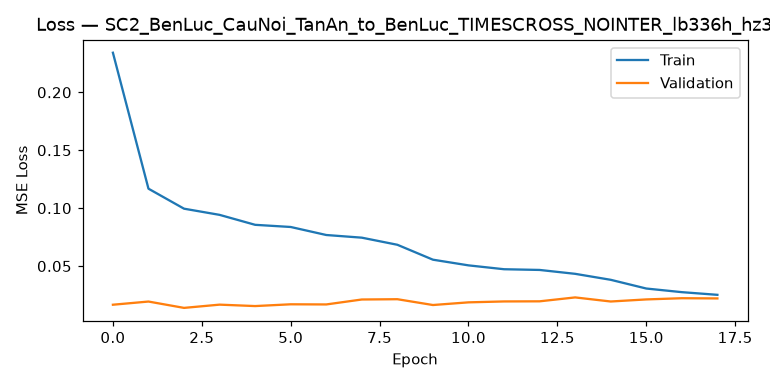 Loss — SC2_BenLuc_CauNoi_TanAn_to_BenLuc_TIMESCROSS_NOINTER_lb336h_hz3
Train
Validation
MSE Loss
0.20
0.15
0.10
0.05
0.0 2.5 5.0 7.5 10.0 12.5 15.0 17.5
Epoch